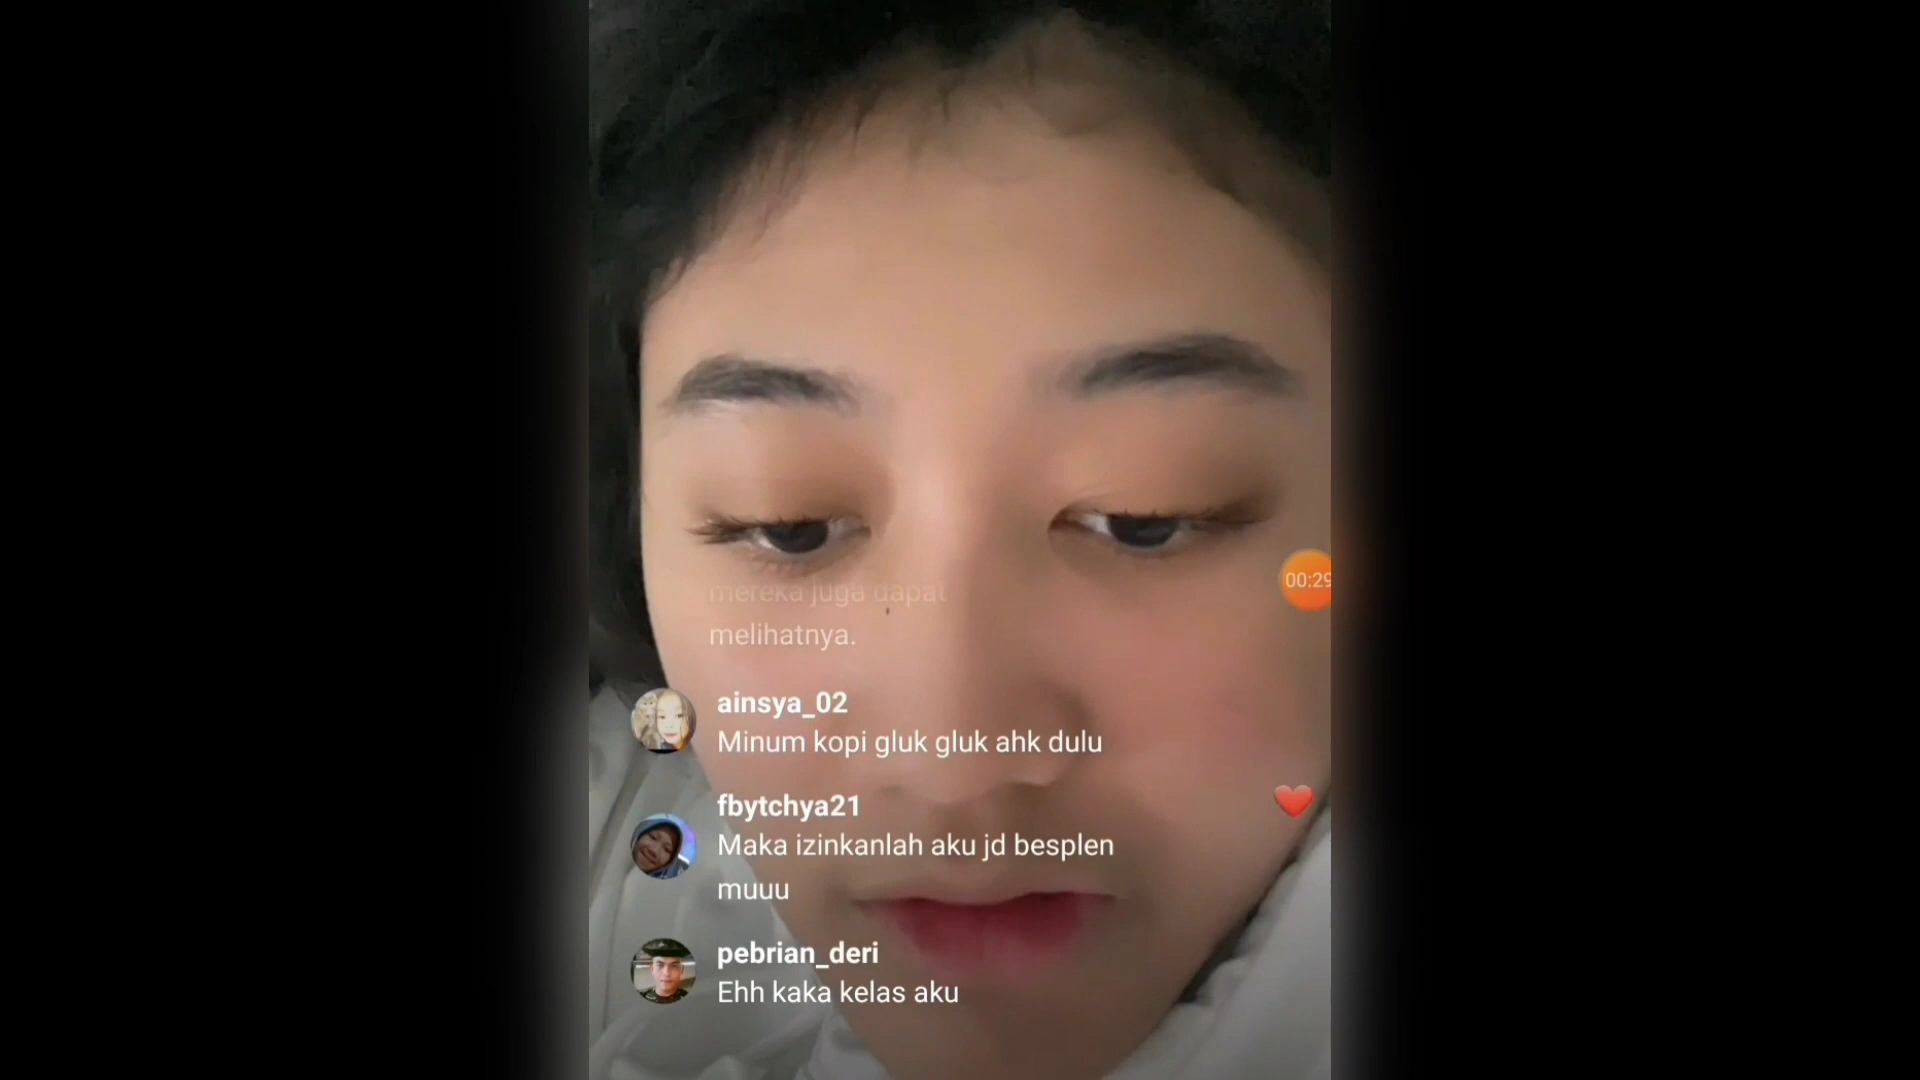 mereka juga dapat
melihatnya.
00:29
ainsya_02
Minum kopi gluk gluk ahk dulu
fbytchya21
Maka izinkanlah aku jd besplen
muuu
pebrian_deri
Ehh kaka kelas aku